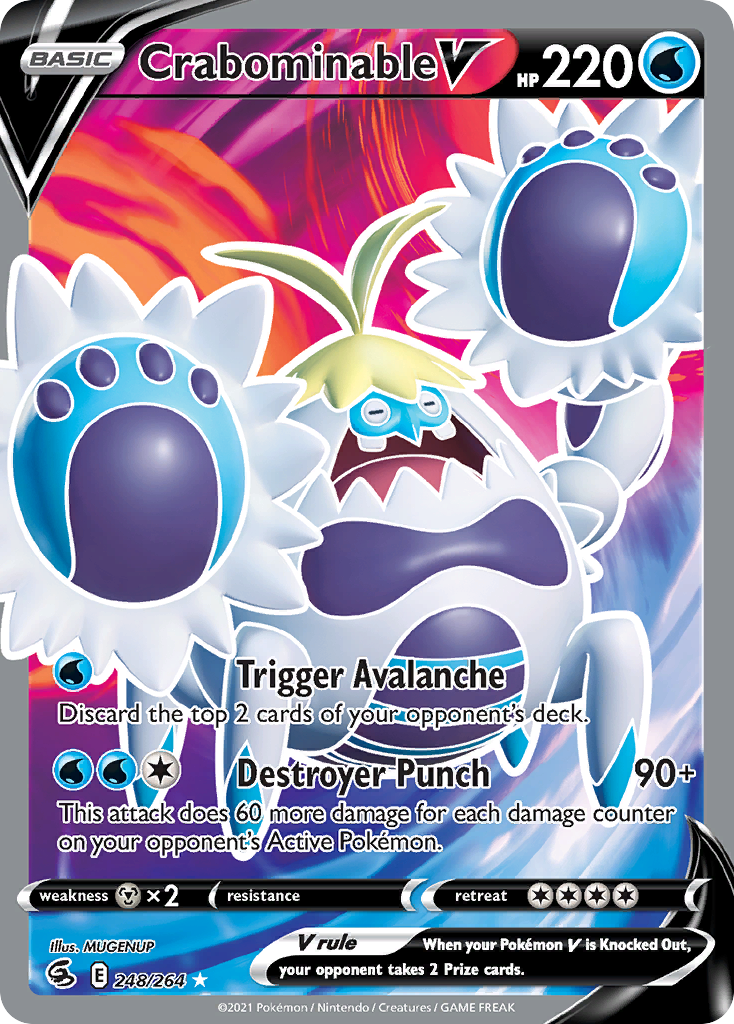 BASIC
Crabominable V HP 220
Trigger Avalanche
Discard the top 2 cards of your opponent's deck.
Destroyer Punch 90+
This attack does 60 more damage for each damage counter
on your opponent's Active Pokémon.
weakness ×2 resistance retreat
Illus. MUGENUP
V rule When your Pokémon V is Knocked Out,
your opponent takes 2 Prize cards.
E 248/264
©2021 Pokémon / Nintendo / Creatures / GAME FREAK